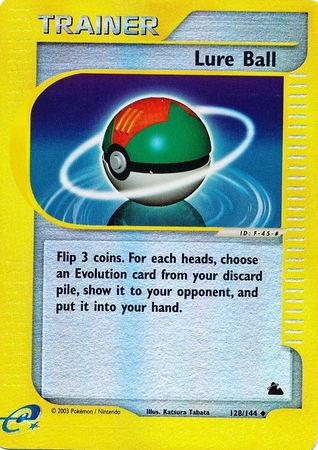 TRAINER
Lure Ball
ID: F-45-#
Flip 3 coins. For each heads, choose
an Evolution card from your discard
pile, show it to your opponent, and
put it into your hand.
©2003 Pokémon / Nintendo
Illus. Katsura Tabata
128/144 ◆